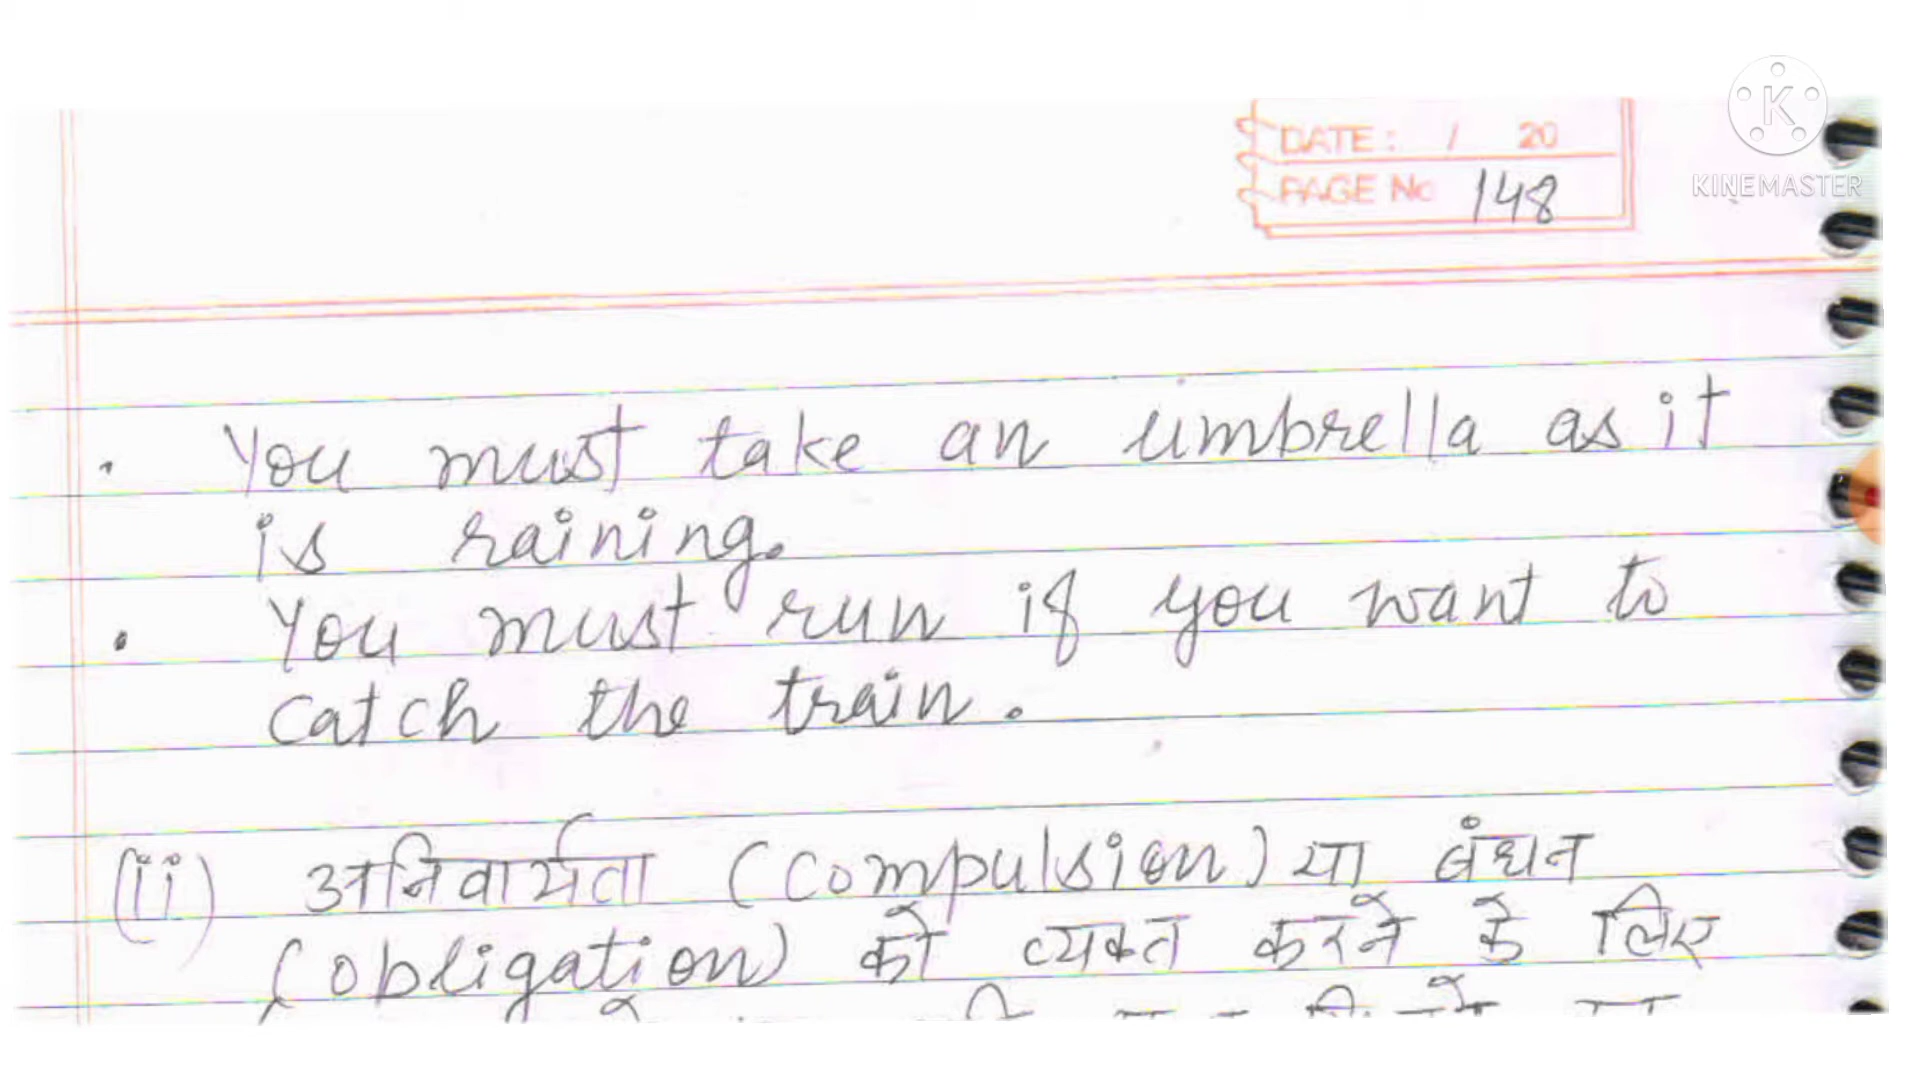 DATE: / 20
PAGE No 148
KINEMASTER
• You must take an umbrella as it
is raining.
• You must run if you want to
catch the train.
(ii) अनिवार्यता (compulsion) या बंधन
(obligation) को व्यक्त करने के लिए